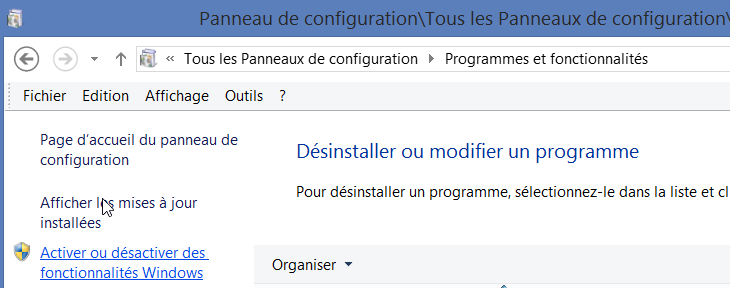 Panneau de configuration\Tous les Panneaux de configuration\
« Tous les Panneaux de configuration Programmes et fonctionnalités
Fichier Edition Affichage Outils ?
Page d'accueil du panneau de
configuration
Désinstaller ou modifier un programme
Pour désinstaller un programme, sélectionnez-le dans la liste et cl
Afficher les mises à jour
installées
Activer ou désactiver des
fonctionnalités Windows
Organiser